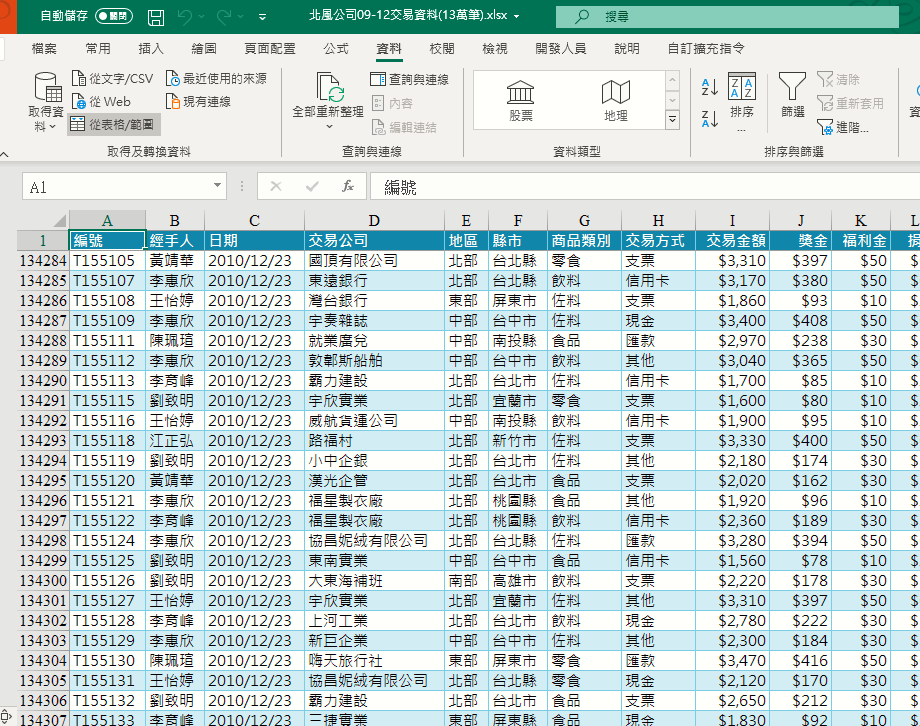 自動儲存 關閉 北風公司09-12交易資料(13萬筆).xlsx 搜尋
檔案 常用 插入 繪圖 頁面配置 公式 資料 校閱 檢視 開發人員 說明 自訂擴充指令
取得資料 從文字/CSV 最近使用的來源 全部重新整理 查詢與連線 股票 地理 排序... 篩選 清除
從 Web 現有連線 內容 重新套用
從表格/範圍 編輯連結 進階...
取得及轉換資料 查詢與連線 資料類型 排序與篩選
A1 fx 編號
A B C D E F G H I J K L
1 編號 經手人 日期 交易公司 地區 縣市 商品類別 交易方式 交易金額 獎金 福利金
134284 T155105 黃靖華 2010/12/23 國頂有限公司 北部 台北縣 零食 支票 $3,310 $397 $50 $
134285 T155107 李惠欣 2010/12/23 東遠銀行 北部 台北縣 飲料 信用卡 $3,170 $380 $50 $
134286 T155108 王怡婷 2010/12/23 灣台銀行 東部 屏東市 佐料 支票 $1,860 $93 $10 $
134287 T155109 李惠欣 2010/12/23 宇奏雜誌 中部 台中市 佐料 現金 $3,400 $408 $50 $
134288 T155111 陳珮瑄 2010/12/23 就業廣兌 中部 南投縣 食品 匯款 $2,970 $238 $30 $
134289 T155112 李惠欣 2010/12/23 敦郼斯船舶 中部 台中市 飲料 其他 $3,040 $365 $50 $
134290 T155113 李育峰 2010/12/23 霸力建設 北部 台北市 佐料 信用卡 $1,700 $85 $10 $
134291 T155115 劉致明 2010/12/23 宇欣實業 北部 宜蘭市 零食 支票 $1,600 $80 $10 $
134292 T155116 王怡婷 2010/12/23 威航貨運公司 中部 南投縣 飲料 信用卡 $1,900 $95 $10 $
134293 T155118 江正弘 2010/12/23 路福村 北部 新竹市 佐料 支票 $3,330 $400 $50 $
134294 T155119 劉致明 2010/12/23 小中企銀 北部 台北市 佐料 其他 $2,180 $174 $30 $
134295 T155120 黃靖華 2010/12/23 漢光企管 北部 台北市 食品 支票 $2,020 $162 $30 $
134296 T155121 李惠欣 2010/12/23 福星製衣廠 北部 桃園縣 食品 其他 $1,920 $96 $10 $
134297 T155122 李育峰 2010/12/23 福星製衣廠 北部 桃園縣 飲料 信用卡 $2,360 $189 $30 $
134298 T155124 李惠欣 2010/12/23 協昌妮絨有限公司 北部 台北縣 佐料 匯款 $3,280 $394 $50 $
134299 T155125 劉致明 2010/12/23 東南實業 中部 台中市 食品 信用卡 $1,560 $78 $10 $
134300 T155126 劉致明 2010/12/23 大東海補班 南部 高雄市 飲料 支票 $2,220 $178 $30 $
134301 T155127 王怡婷 2010/12/23 宇欣實業 北部 宜蘭市 佐料 其他 $3,310 $397 $50 $
134302 T155128 李育峰 2010/12/23 上河工業 北部 台北市 飲料 現金 $2,780 $222 $30 $
134303 T155129 李惠欣 2010/12/23 新巨企業 中部 台中市 佐料 其他 $2,300 $184 $30 $
134304 T155130 陳珮瑄 2010/12/23 嗨天旅行社 東部 屏東市 零食 匯款 $3,470 $416 $50 $
134305 T155131 王怡婷 2010/12/23 協昌妮絨有限公司 北部 台北縣 零食 現金 $2,120 $170 $30 $
134306 T155132 劉致明 2010/12/23 霸力建設 北部 台北市 食品 支票 $2,650 $212 $30 $
134307 T155133 李育峰 2010/12/23 三捷實業 東部 屏東縣 食品 現金 $1,830 $92 $10 $